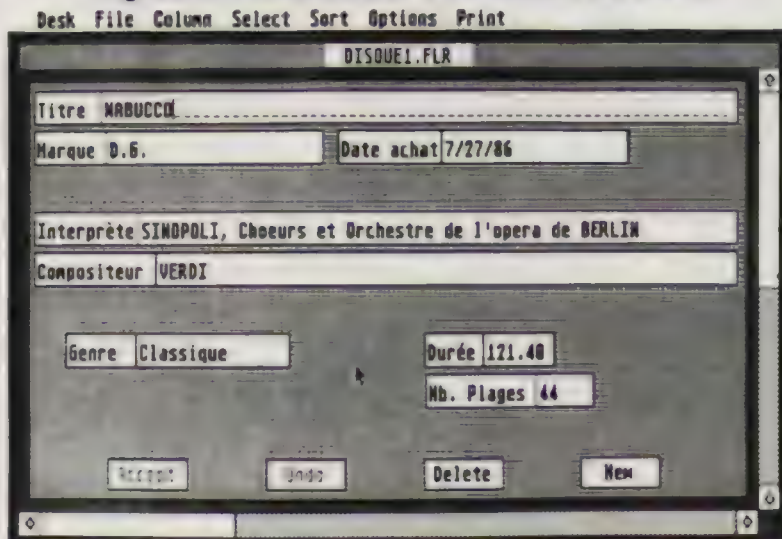 Desk File Column Select Sort Options Print
DISQUE1.FLR
Titre NABUCCO
Marque D.G. Date achat 7/27/86
Interprète SINOPOLI, Choeurs et Orchestre de l'opera de BERLIN
Compositeur VERDI
Genre Classique Durée 121.40
Nb. Plages 44
Accept Undo Delete New